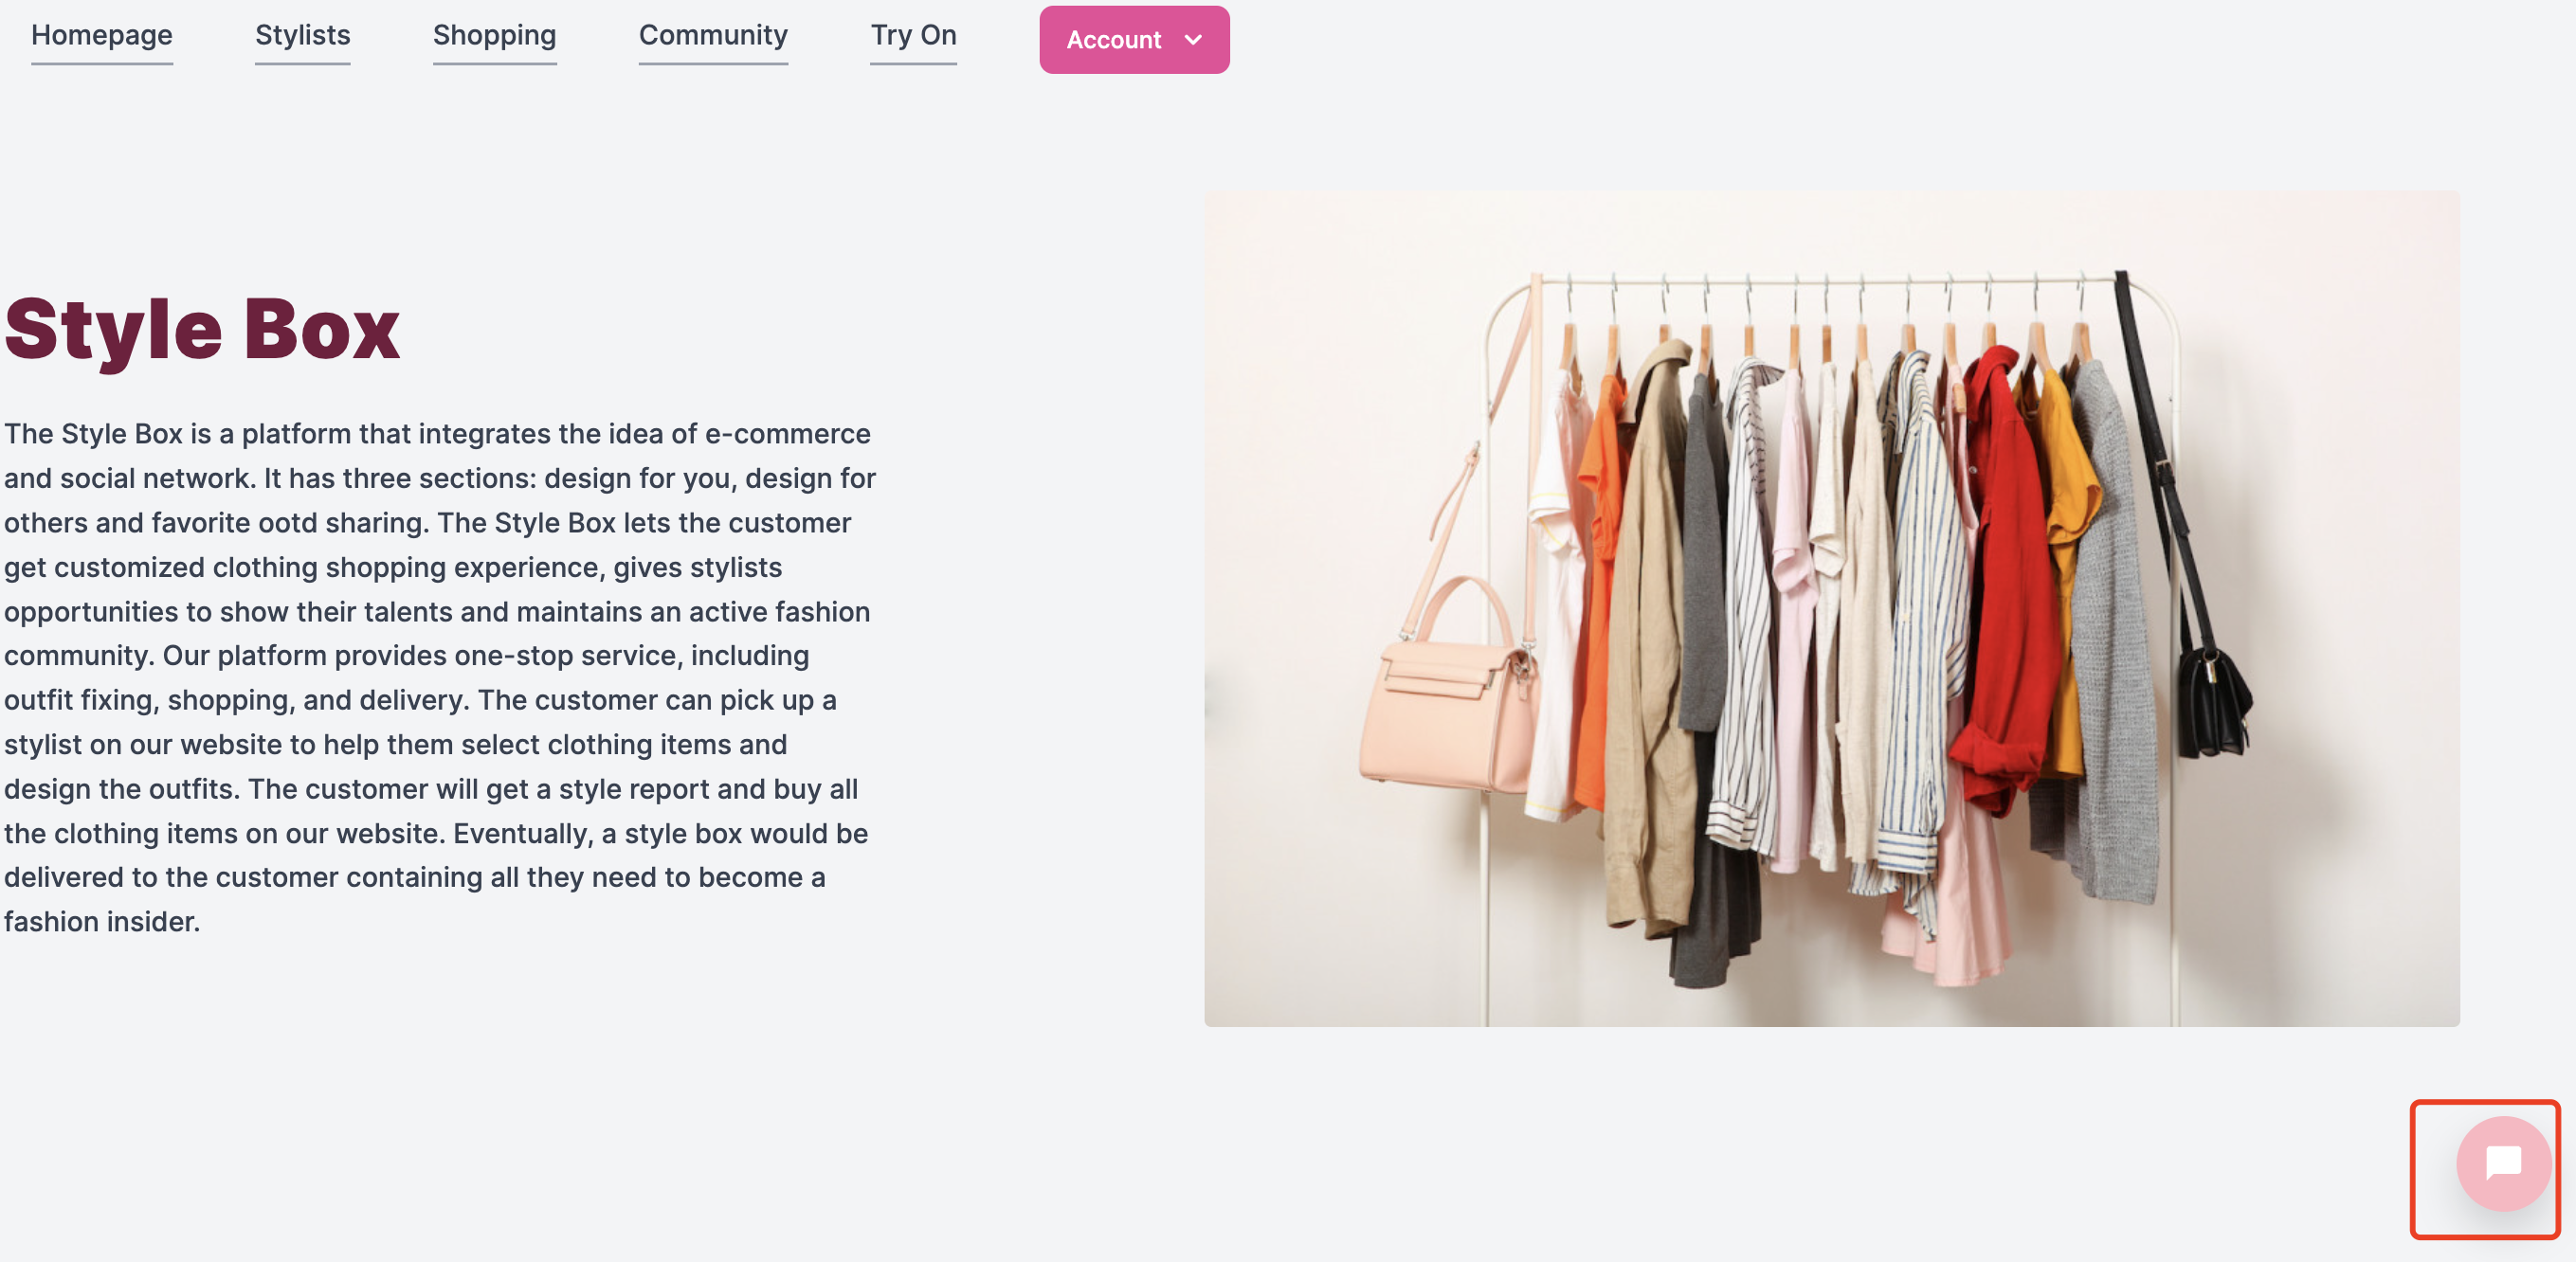 Homepage
Stylists
Shopping
Community
Try On
Account
Style Box
The Style Box is a platform that integrates the idea of e-commerce
and social network. It has three sections: design for you, design for
others and favorite ootd sharing. The Style Box lets the customer
get customized clothing shopping experience, gives stylists
opportunities to show their talents and maintains an active fashion
community. Our platform provides one-stop service, including
outfit fixing, shopping, and delivery. The customer can pick up a
stylist on our website to help them select clothing items and
design the outfits. The customer will get a style report and buy all
the clothing items on our website. Eventually, a style box would be
delivered to the customer containing all they need to become a
fashion insider.